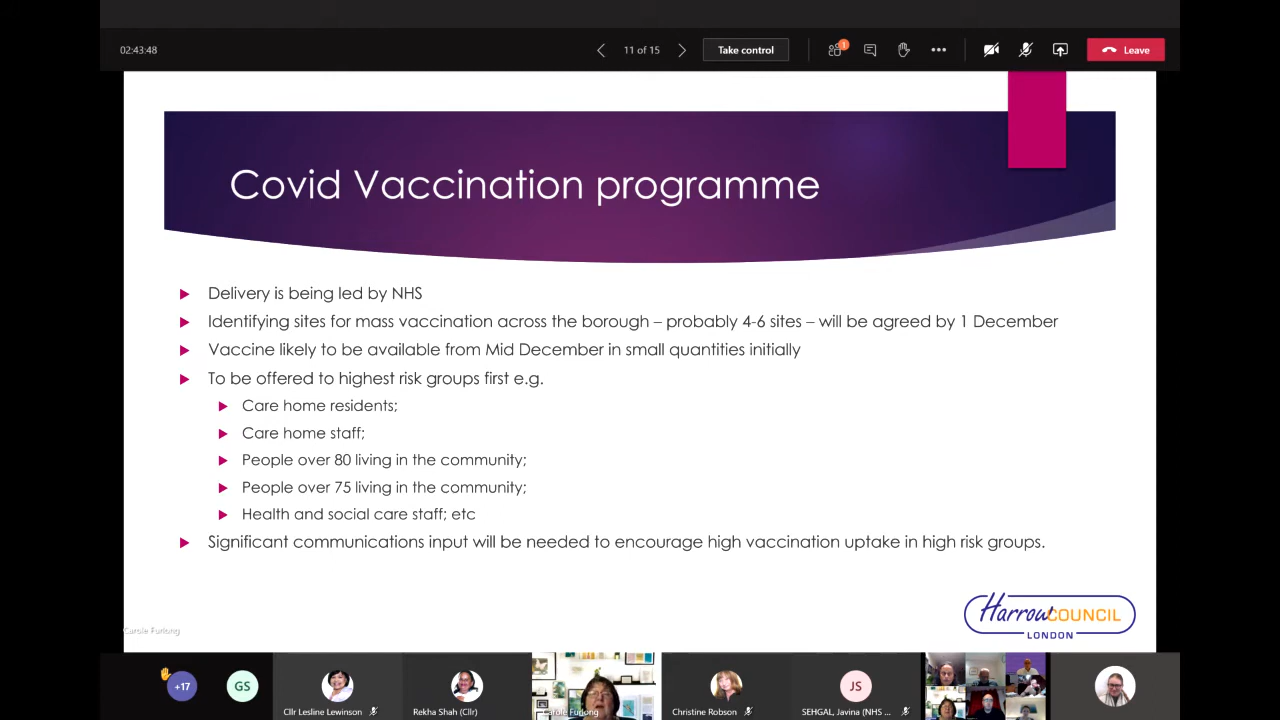 02:43:48
11 of 15
Take control
1
Leave
Covid Vaccination programme
Delivery is being led by NHS
Identifying sites for mass vaccination across the borough – probably 4-6 sites – will be agreed by 1 December
Vaccine likely to be available from Mid December in small quantities initially
To be offered to highest risk groups first e.g.
Care home residents;
Care home staff;
People over 80 living in the community;
People over 75 living in the community;
Health and social care staff; etc
Significant communications input will be needed to encourage high vaccination uptake in high risk groups.
HarrowCOUNCIL
LONDON
Carole Furlong
+17
GS
JS
Cllr Lesline Lewinson
Rekha Shah (Cllr)
Carole Furlong
Christine Robson
SEHGAL, Javina (NHS ...